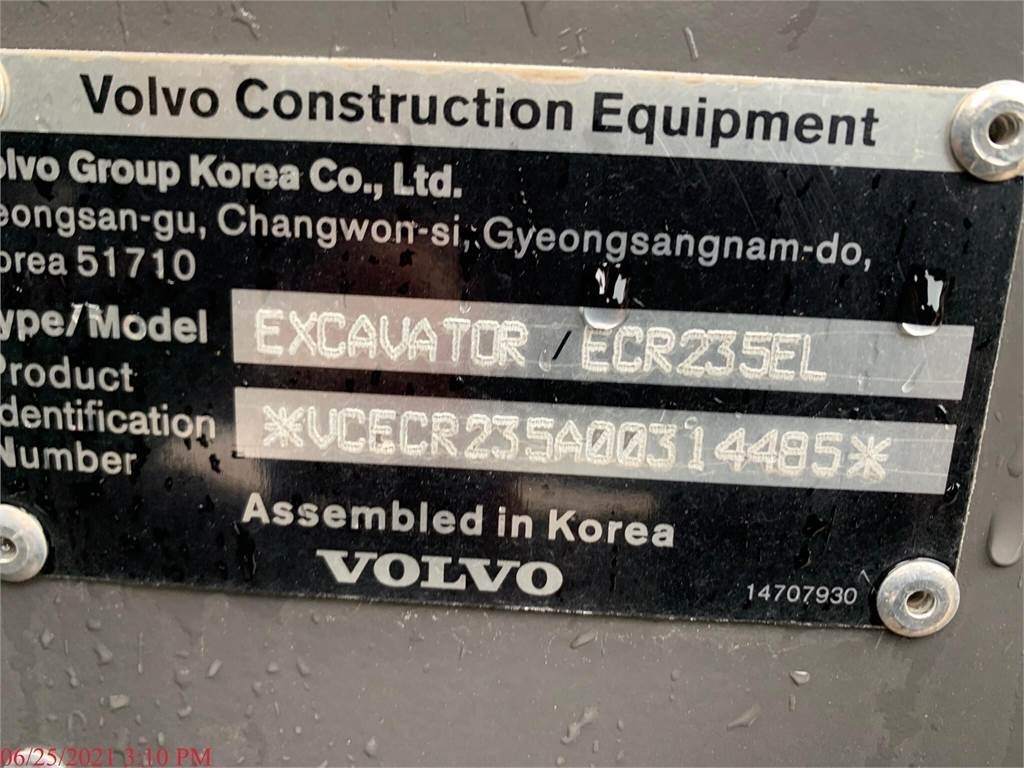 Volvo Construction Equipment
olvo Group Korea Co., Ltd.
eongsan-gu, Changwon-si, Gyeongsangnam-do,
orea 51710
ype/Model EXCAVATOR / ECR235EL
Product
dentification
Number *VCECR235A00314485*
Assembled in Korea
VOLVO
14707930
06/25/2021 3:10 PM